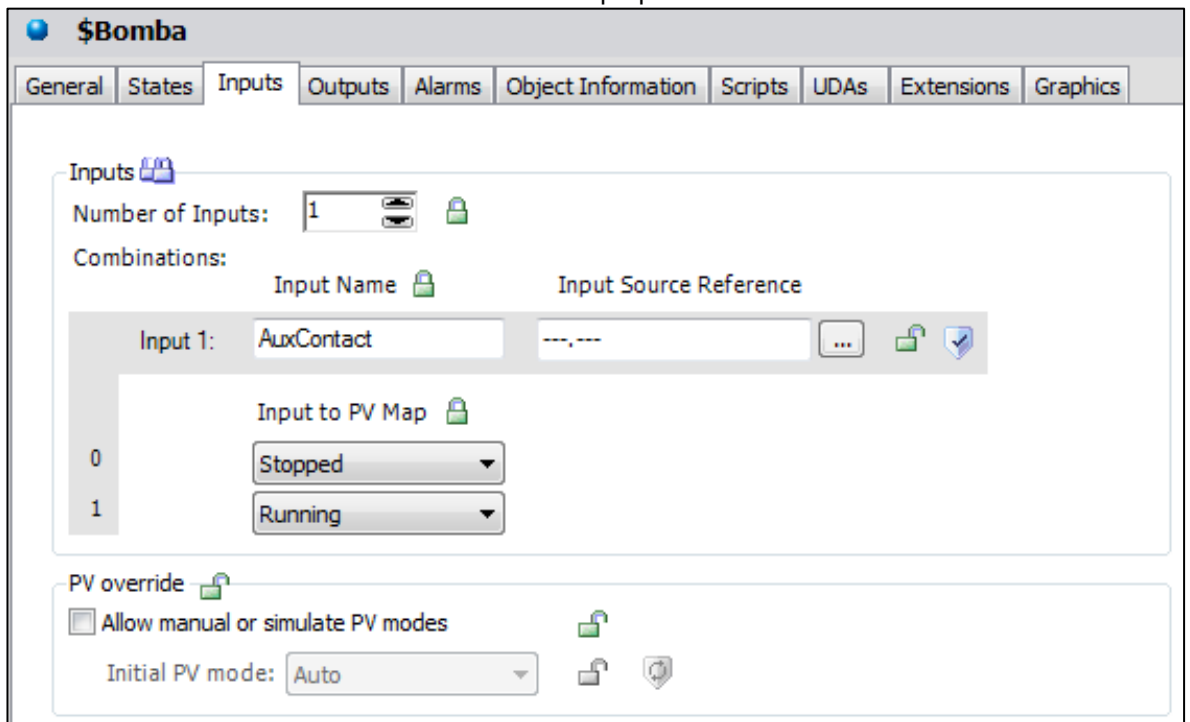 $Bomba
General States Inputs Outputs Alarms Object Information Scripts UDAs Extensions Graphics
Inputs
Number of Inputs: 1
Combinations:
Input Name Input Source Reference
Input 1: AuxContact ---.--- ...
Input to PV Map
0 Stopped
1 Running
PV override
Allow manual or simulate PV modes
Initial PV mode: Auto